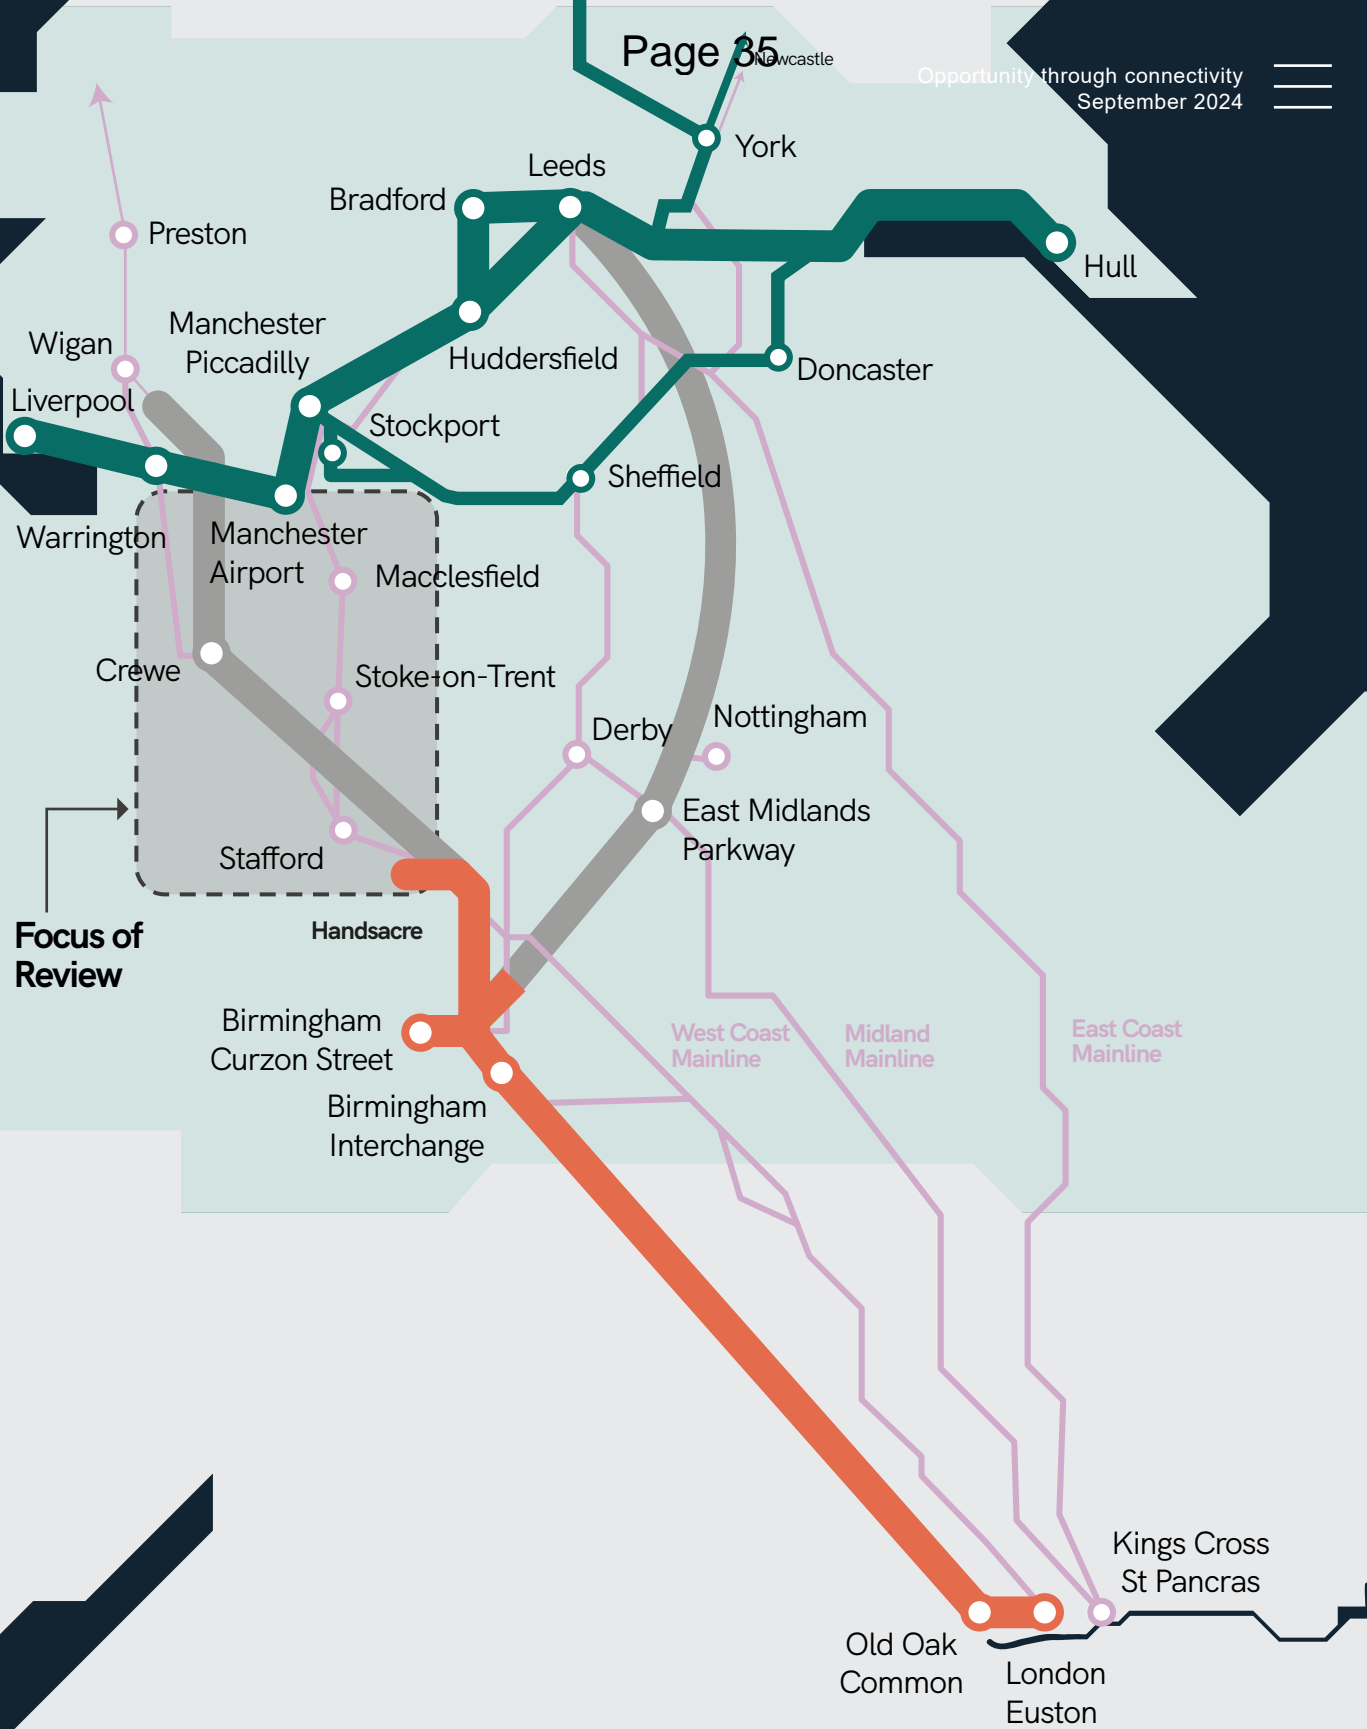 Page 35
Newcastle
Opportunity through connectivity
September 2024
York
Leeds
Bradford
Preston
Hull
Manchester
Piccadilly
Wigan
Huddersfield
Doncaster
Liverpool
Stockport
Sheffield
Warrington
Manchester
Airport
Macclesfield
Crewe
Stoke-on-Trent
Nottingham
Derby
East Midlands
Parkway
Stafford
Focus of
Review
Handsacre
Birmingham
Curzon Street
West Coast
Mainline
Midland
Mainline
East Coast
Mainline
Birmingham
Interchange
Kings Cross
St Pancras
Old Oak
Common
London
Euston